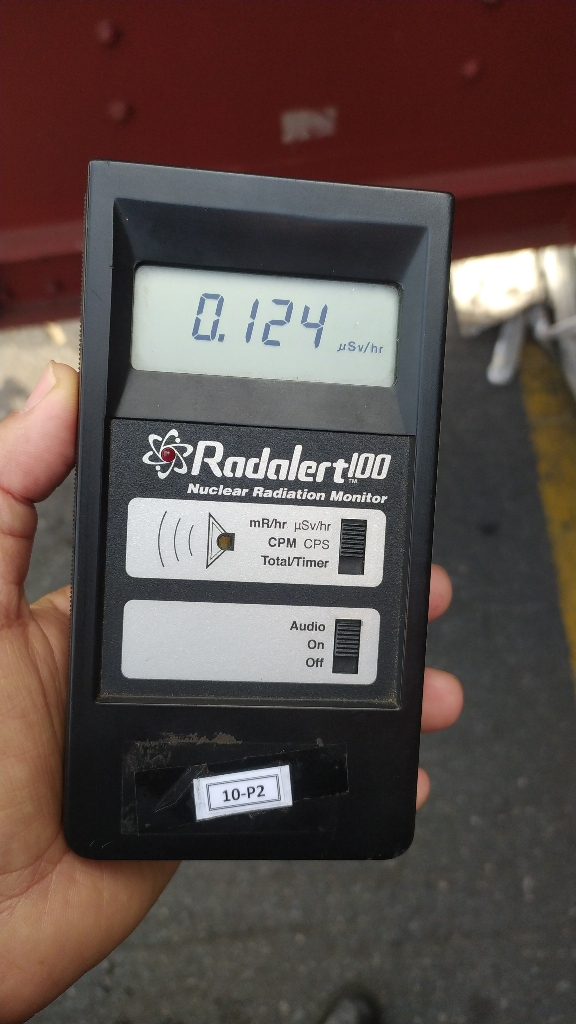 0.124 µSv/hr
Radalert100™
Nuclear Radiation Monitor
mR/hr µSv/hr
CPM CPS
Total/Timer
Audio
On
Off
10-P2